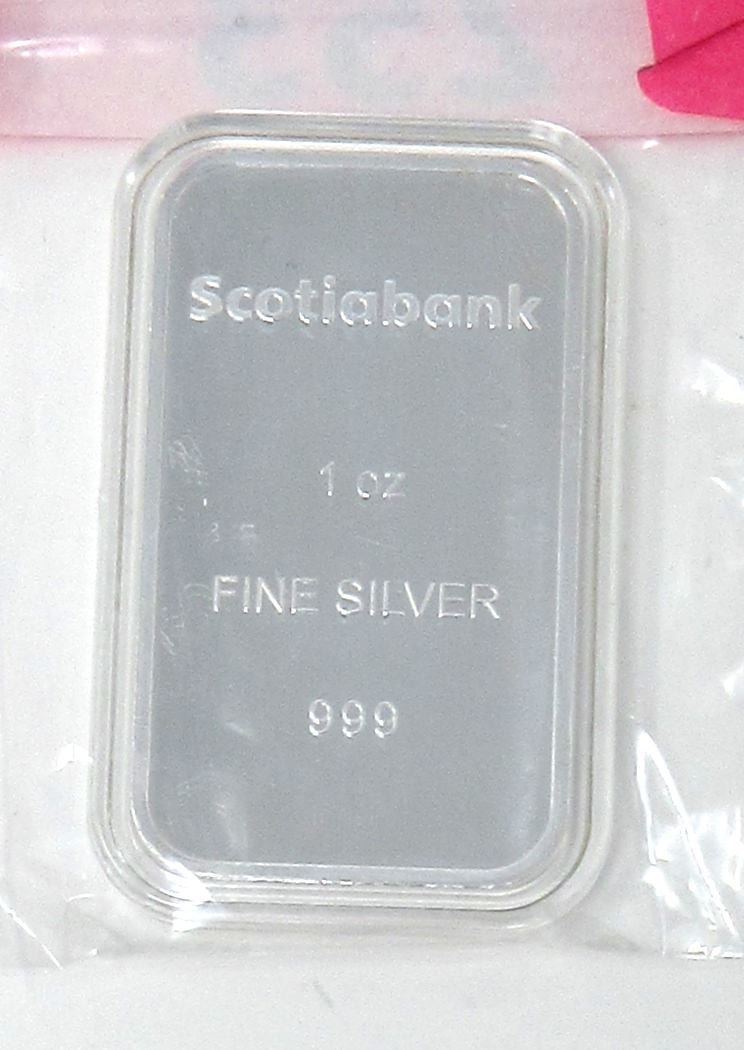 Scotiabank
1 oz
FINE SILVER
999